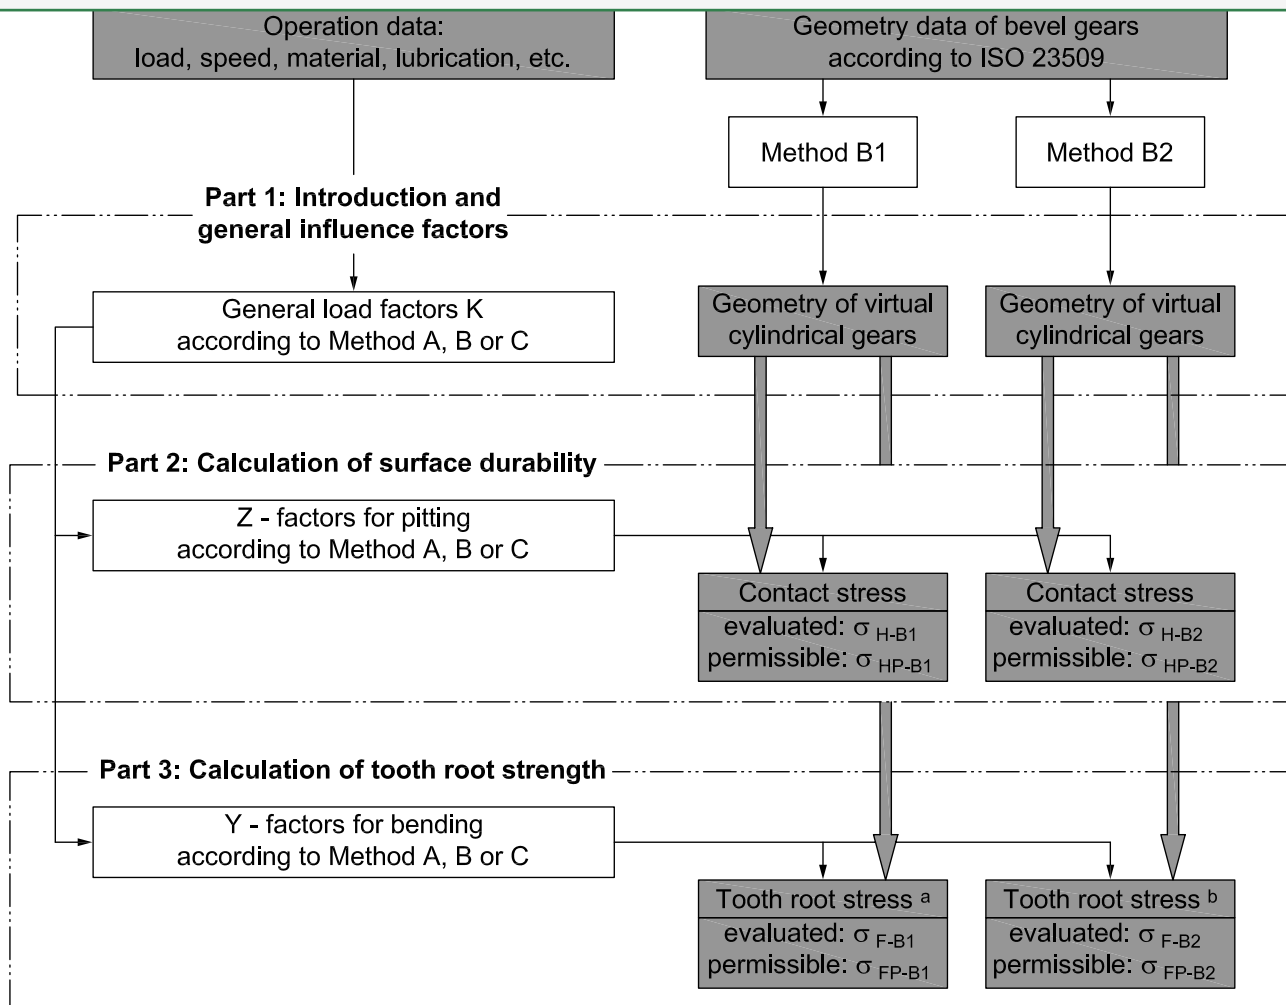 Operation data:
load, speed, material, lubrication, etc.
Geometry data of bevel gears
according to ISO 23509
Method B1
Method B2
Part 1: Introduction and
general influence factors
General load factors K
according to Method A, B or C
Geometry of virtual
cylindrical gears
Geometry of virtual
cylindrical gears
Part 2: Calculation of surface durability
Z - factors for pitting
according to Method A, B or C
Contact stress
evaluated: σ H-B1
permissible: σ HP-B1
Contact stress
evaluated: σ H-B2
permissible: σ HP-B2
Part 3: Calculation of tooth root strength
Y - factors for bending
according to Method A, B or C
Tooth root stress a
evaluated: σ F-B1
permissible: σ FP-B1
Tooth root stress b
evaluated: σ F-B2
permissible: σ FP-B2